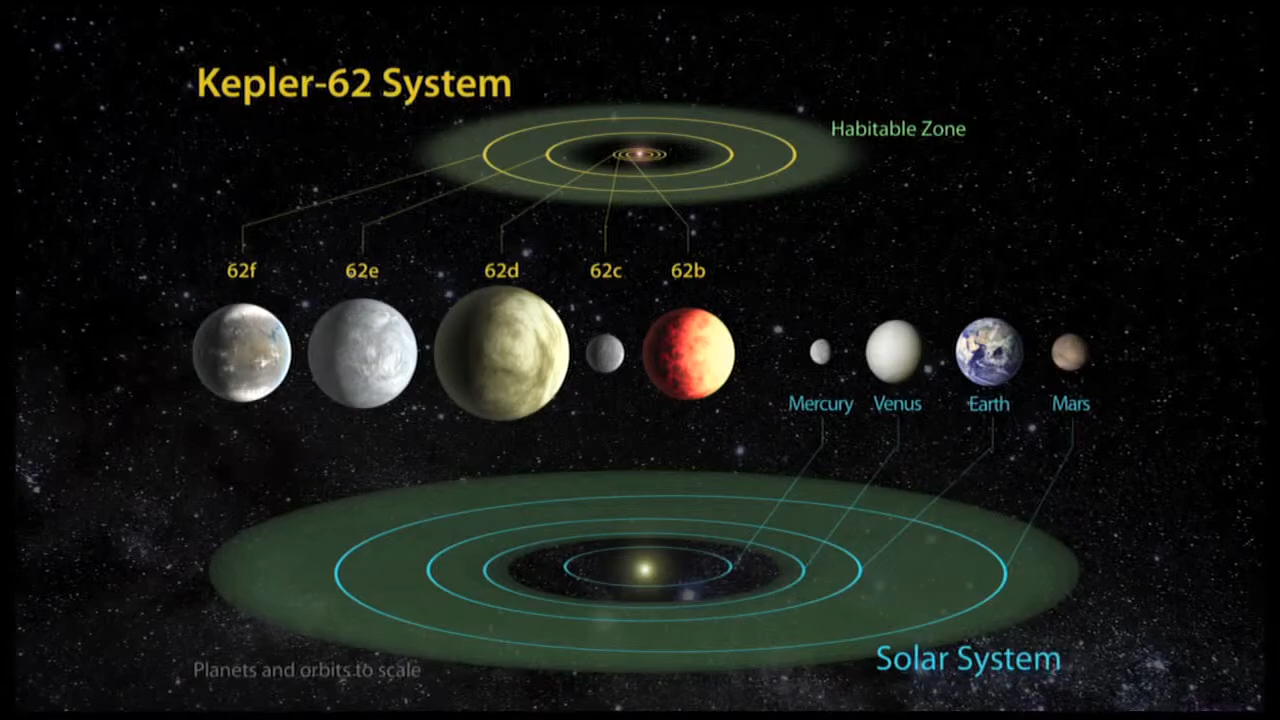 Kepler-62 System
Habitable Zone
62f 62e 62d 62c 62b
Mercury Venus Earth Mars
Solar System
Planets and orbits to scale